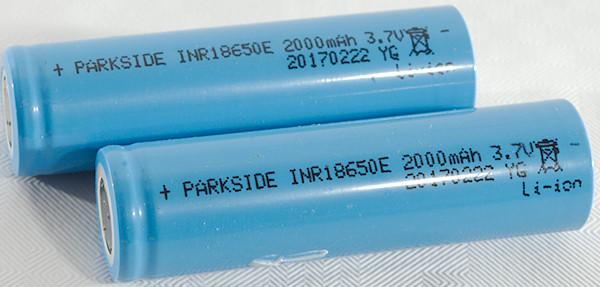 + PARKSIDE INR18650E 2000mAh 3.7V -
20170222 YG
Li-ion
+ PARKSIDE INR18650E 2000mAh 3.7V
20170222 YG
Li-ion